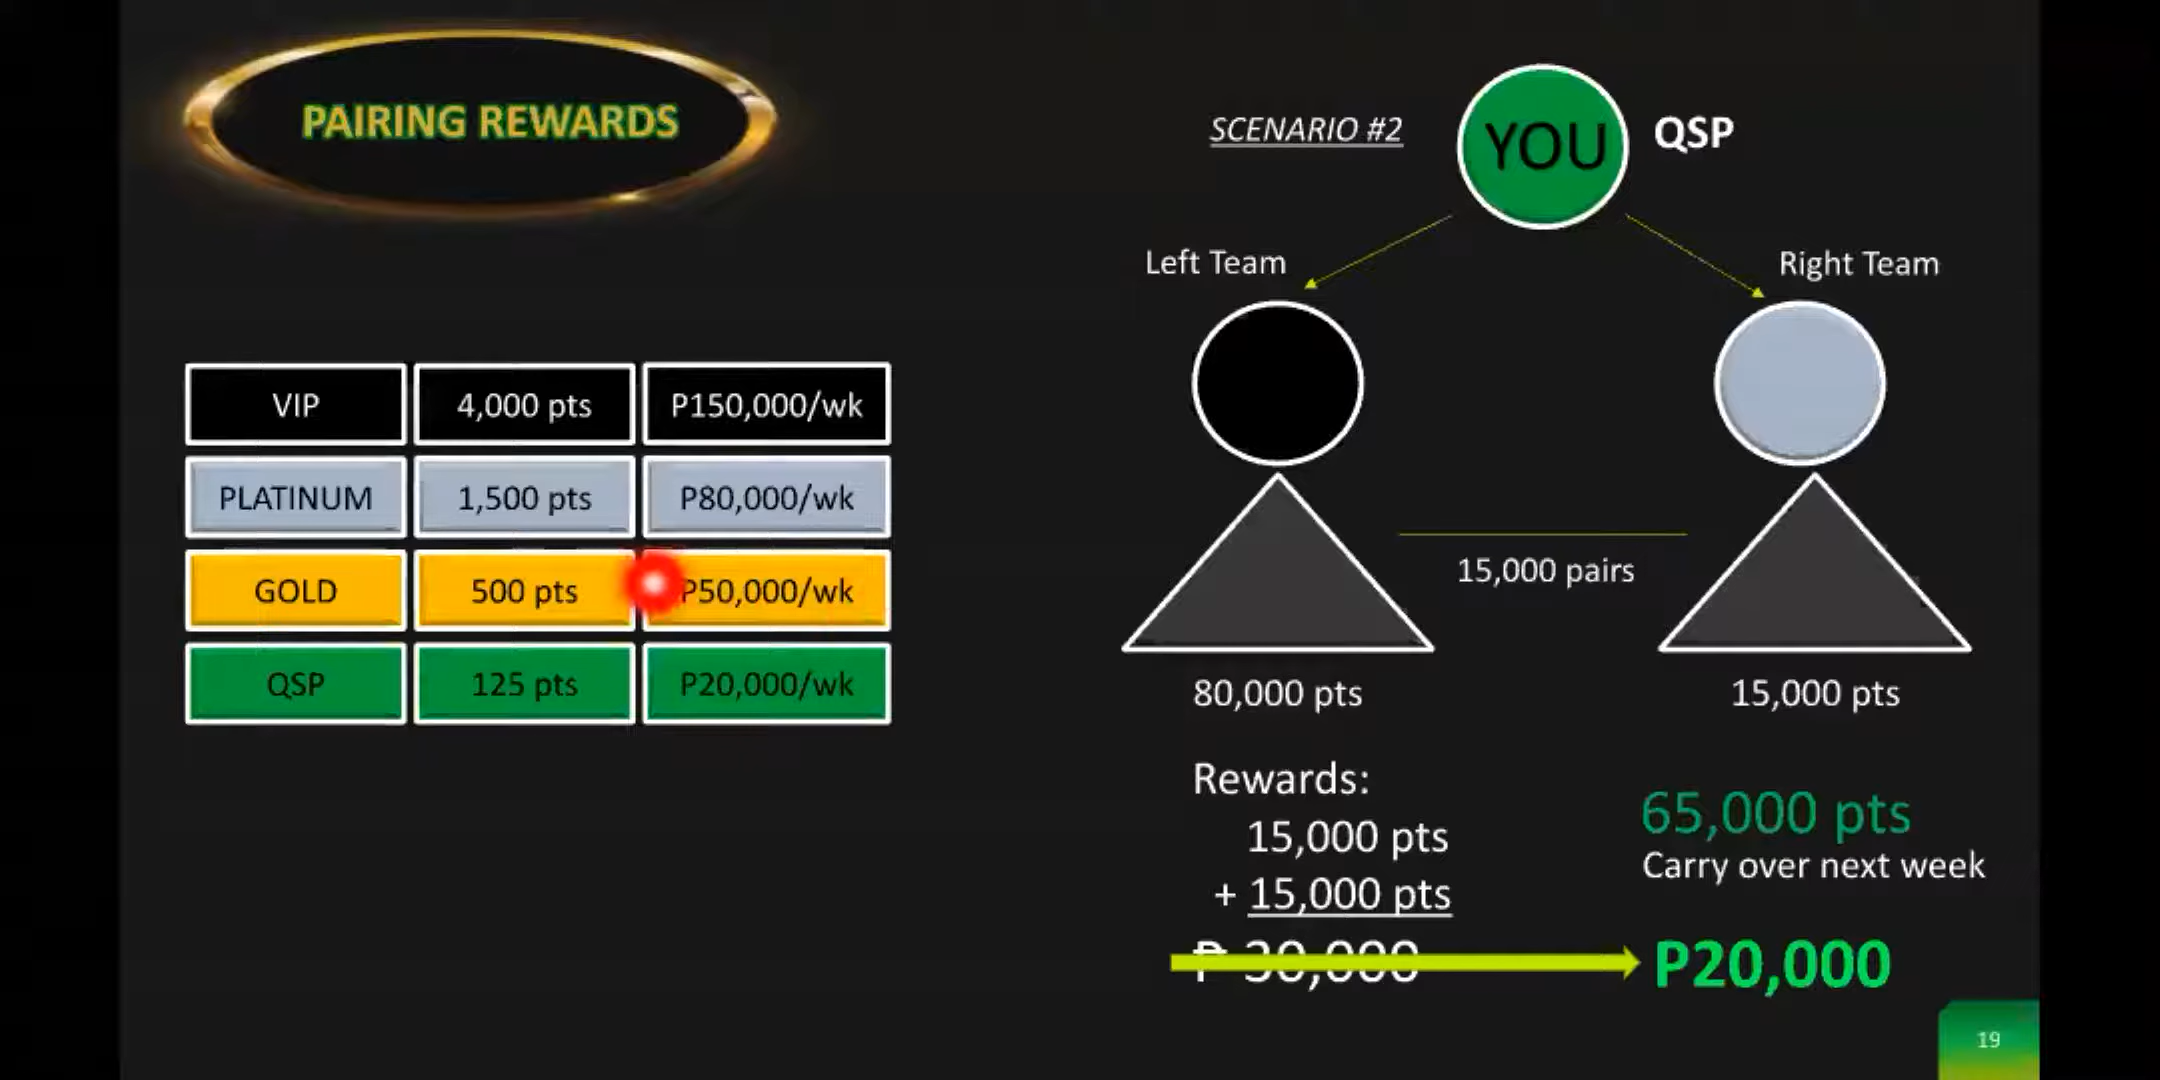 PAIRING REWARDS
SCENARIO #2
YOU
QSP
Left Team
Right Team
VIP
4,000 pts
P150,000/wk
PLATINUM
1,500 pts
P80,000/wk
GOLD
500 pts
P50,000/wk
QSP
125 pts
P20,000/wk
15,000 pairs
80,000 pts
15,000 pts
Rewards:
15,000 pts
+ 15,000 pts
₱ 30,000
65,000 pts
Carry over next week
P20,000
19